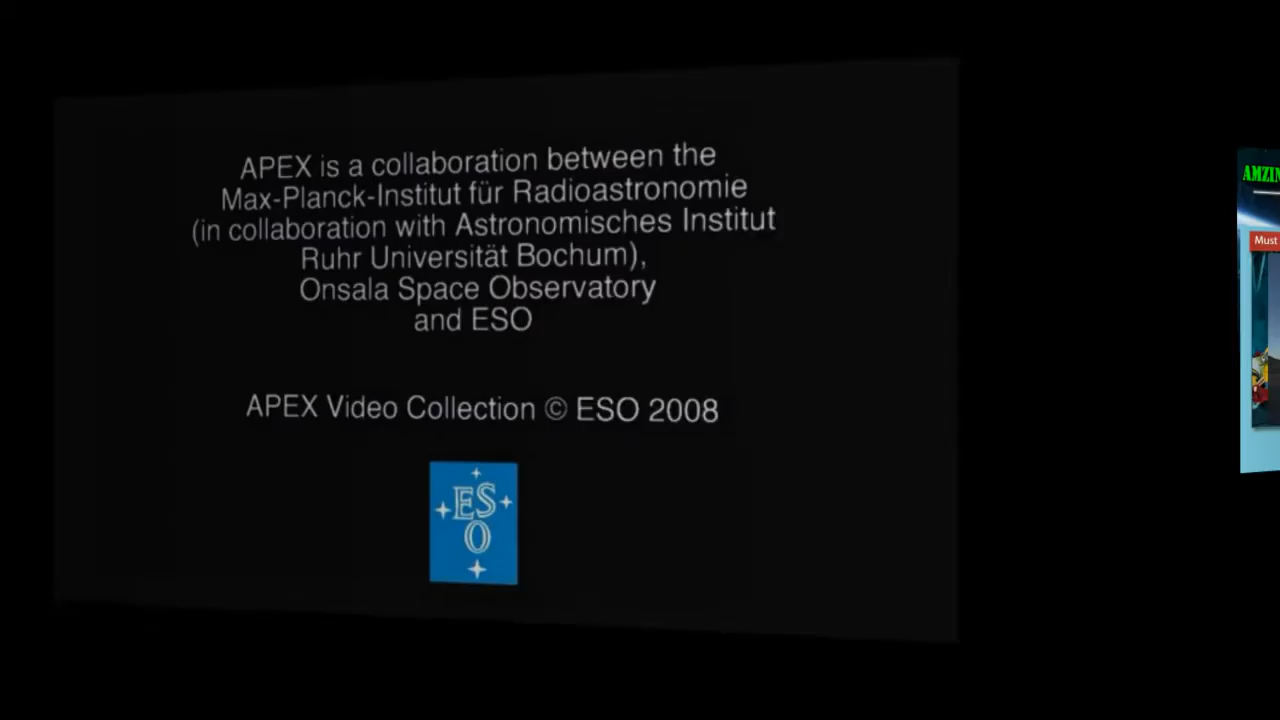 APEX is a collaboration between the
Max-Planck-Institut für Radioastronomie
(in collaboration with Astronomisches Institut
Ruhr Universität Bochum),
Onsala Space Observatory
and ESO
APEX Video Collection © ESO 2008
ES
O
Must